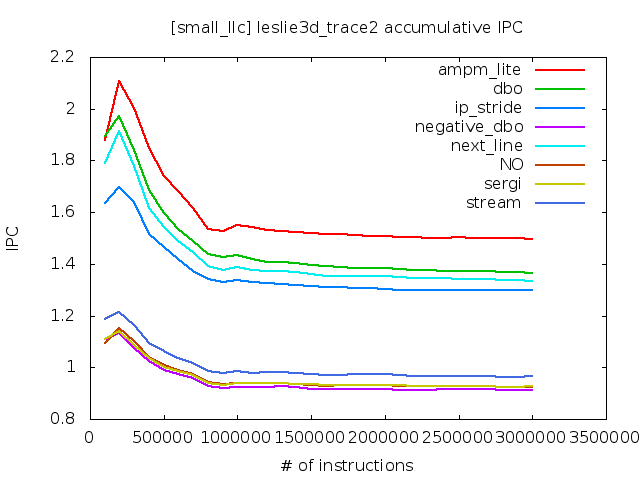 [small_llc] leslie3d_trace2 accumulative IPC
2.2
2
1.8
1.6
1.4
1.2
1
0.8
IPC
ampm_lite
dbo
ip_stride
negative_dbo
next_line
NO
sergi
stream
0 500000 1000000 1500000 2000000 2500000 3000000 3500000
# of instructions